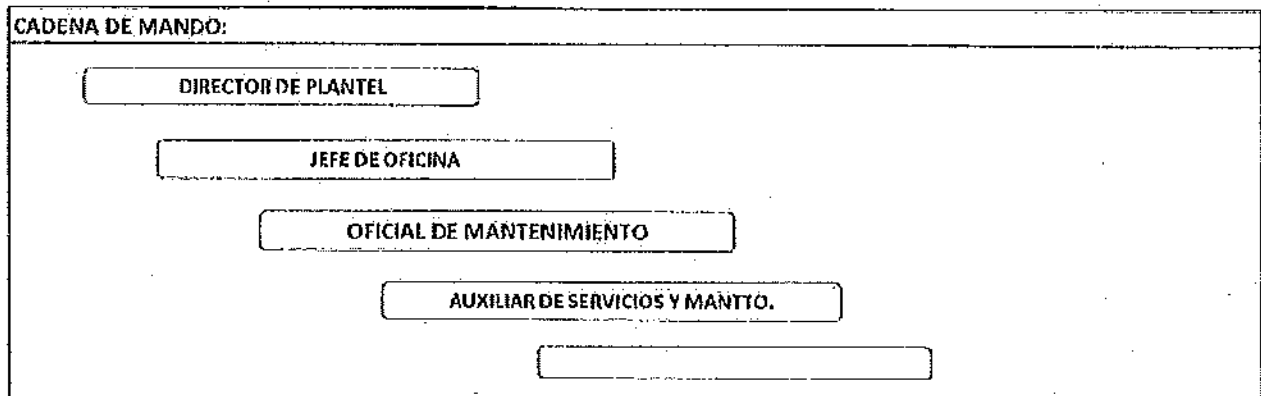 CADENA DE MANDO:
DIRECTOR DE PLANTEL
JEFE DE OFICINA
OFICIAL DE MANTENIMIENTO
AUXILIAR DE SERVICIOS Y MANTTO.